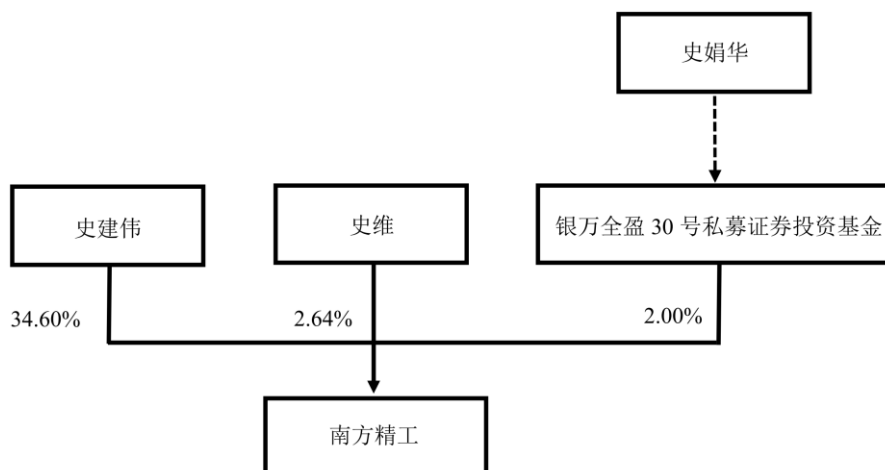 史娟华
史建伟
史维
银万全盈 30 号私募证券投资基金
34.60%
2.64%
2.00%
南方精工